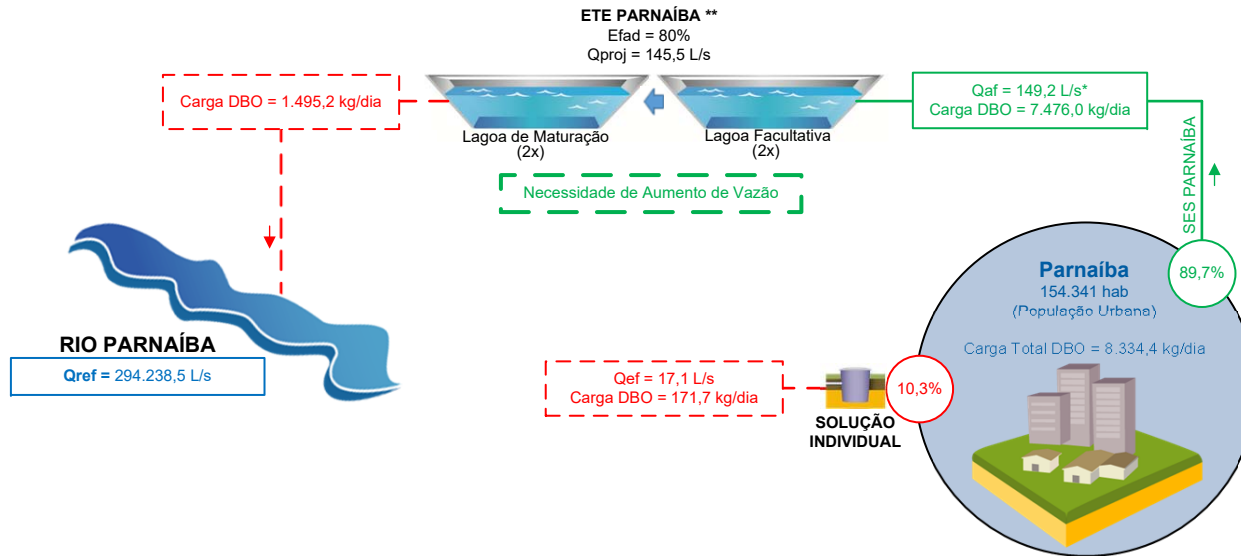 ETE PARNAÍBA **
Efad = 80%
Qproj = 145,5 L/s
Carga DBO = 1.495,2 kg/dia
Qaf = 149,2 L/s*
Carga DBO = 7.476,0 kg/dia
Lagoa de Maturação
(2x)
Lagoa Facultativa
(2x)
Necessidade de Aumento de Vazão
SES PARNAÍBA
89,7%
Parnaíba
154.341 hab
(População Urbana)
Carga Total DBO = 8.334,4 kg/dia
RIO PARNAÍBA
Qref = 294.238,5 L/s
Qef = 17,1 L/s
Carga DBO = 171,7 kg/dia
10,3%
SOLUÇÃO
INDIVIDUAL